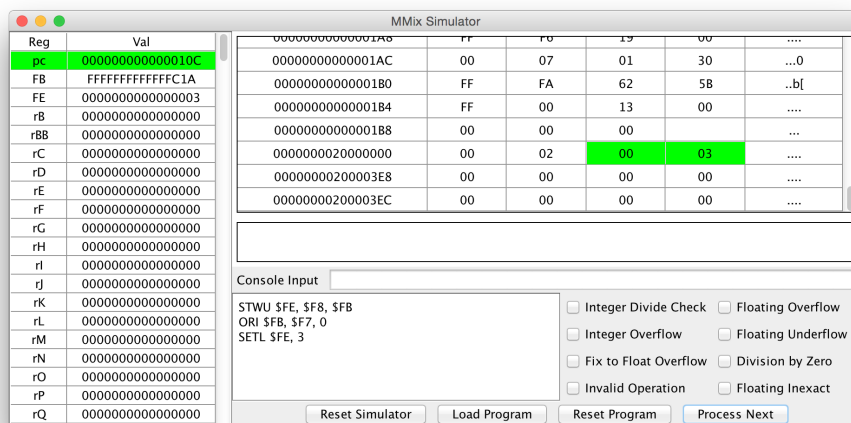 MMix Simulator
Reg Val
pc 000000000000010C
FB FFFFFFFFFFFFFC1A
FE 0000000000000003
rB 0000000000000000
rBB 0000000000000000
rC 0000000000000000
rD 0000000000000000
rE 0000000000000000
rF 0000000000000000
rG 0000000000000000
rH 0000000000000000
rI 0000000000000000
rJ 0000000000000000
rK 0000000000000000
rL 0000000000000000
rM 0000000000000000
rN 0000000000000000
rO 0000000000000000
rP 0000000000000000
rQ 0000000000000000
00000000000001A8 FF F6 19 00 ....
00000000000001AC 00 07 01 30 ...0
00000000000001B0 FF FA 62 5B ..b[
00000000000001B4 FF 00 13 00 ....
00000000000001B8 00 00 00 ...
0000000020000000 00 02 00 03 ....
00000000200003E8 00 00 00 00 ....
00000000200003EC 00 00 00 00 ....
Console Input
STWU $FE, $F8, $FB
ORI $FB, $F7, 0
SETL $FE, 3
Integer Divide Check Floating Overflow
Integer Overflow Floating Underflow
Fix to Float Overflow Division by Zero
Invalid Operation Floating Inexact
Reset Simulator Load Program Reset Program Process Next